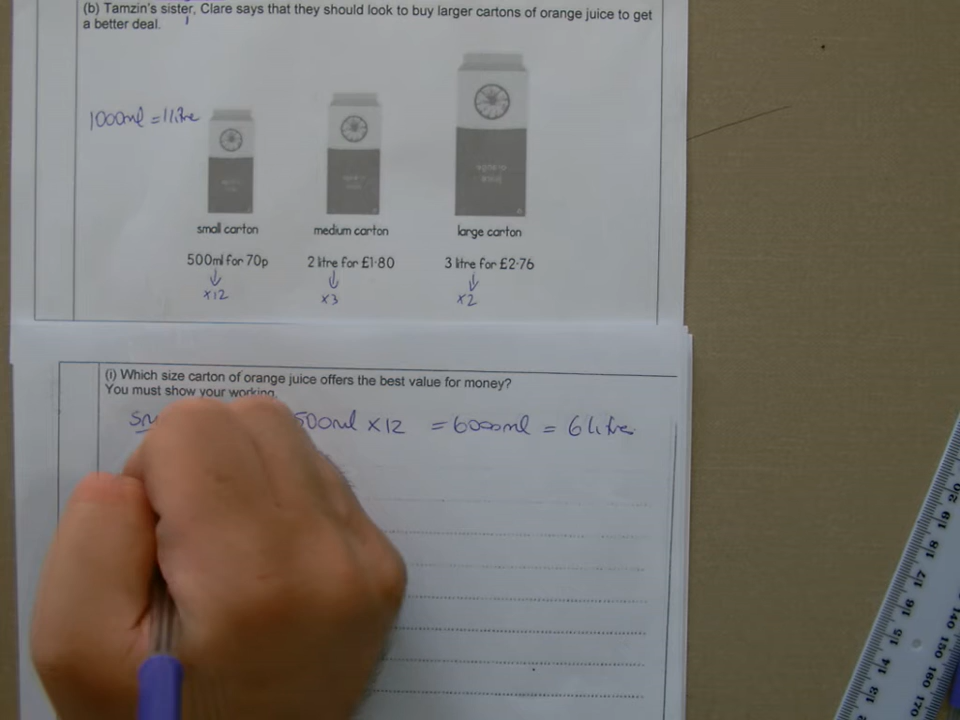 (b) Tamzin's sister, Clare says that they should look to buy larger cartons of orange juice to get
a better deal.
1000ml = 1 litre
small carton medium carton large carton
500ml for 70p 2 litre for £1·80 3 litre for £2·76
↓ ↓ ↓
x12 x3 x2
(i) Which size carton of orange juice offers the best value for money?
You must show your working.
500ml x12 = 6000ml = 6 litre